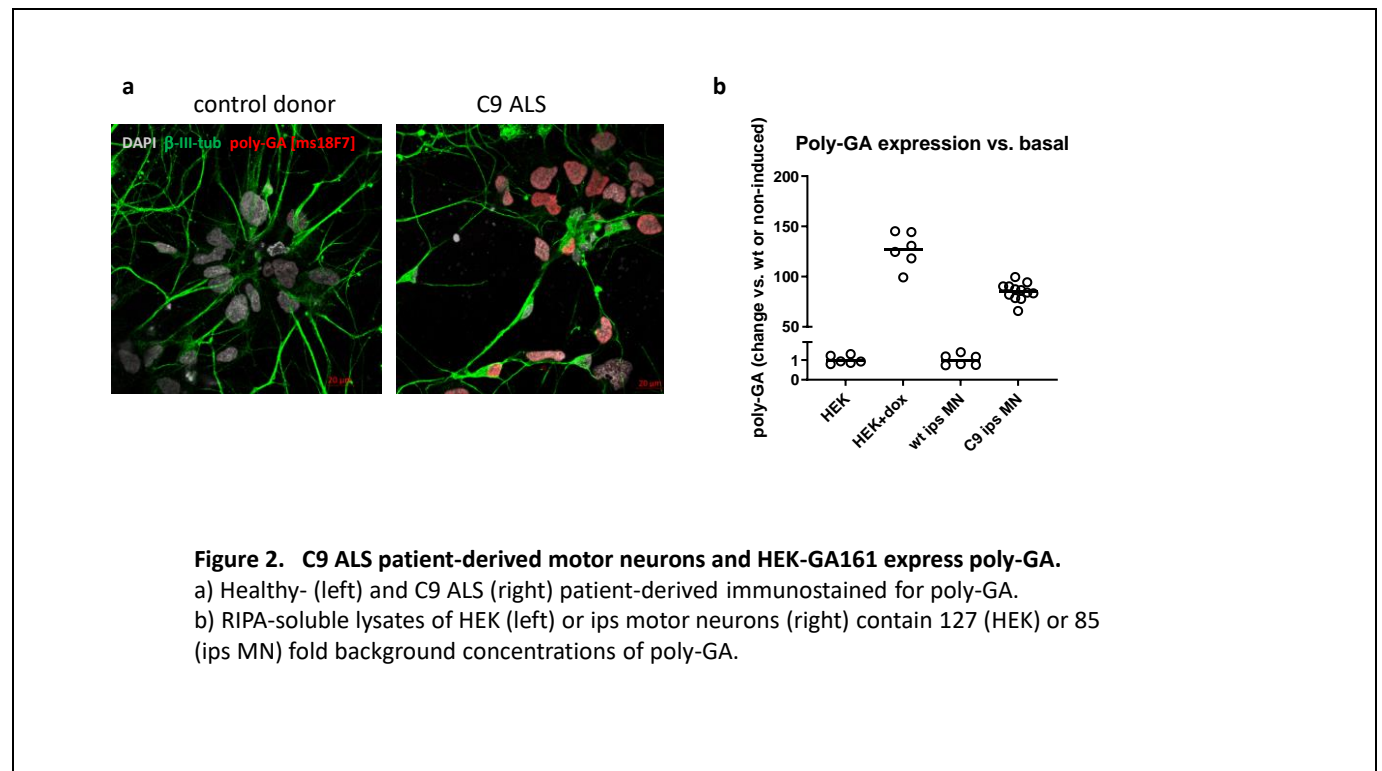 a
control donor
C9 ALS
DAPI β-III-tub poly-GA [ms18F7]
20 µm
20 µm
b
Poly-GA expression vs. basal
poly-GA (change vs. wt or non-induced)
200
150
100
50
1
0
HEK
HEK+dox
wt ips MN
C9 ips MN
Figure 2. C9 ALS patient-derived motor neurons and HEK-GA161 express poly-GA.
a) Healthy- (left) and C9 ALS (right) patient-derived immunostained for poly-GA.
b) RIPA-soluble lysates of HEK (left) or ips motor neurons (right) contain 127 (HEK) or 85
(ips MN) fold background concentrations of poly-GA.